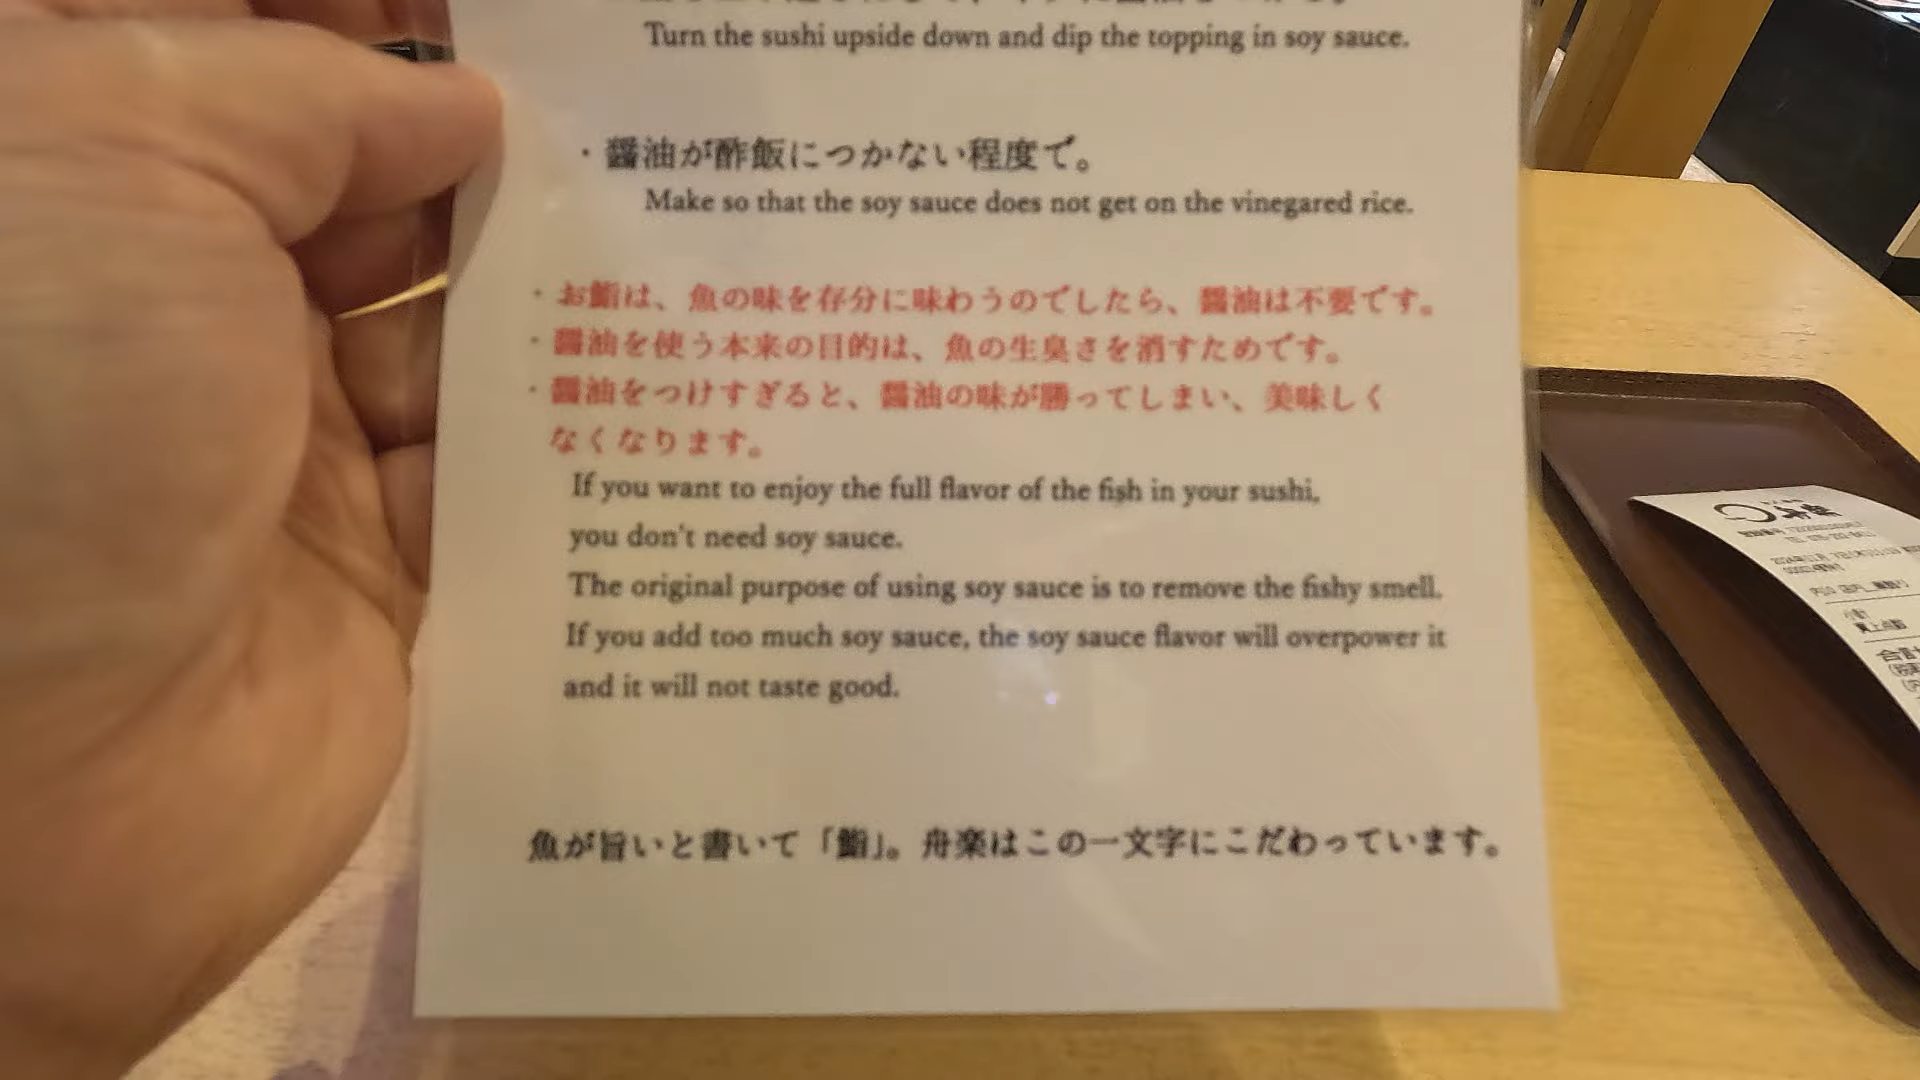 Turn the sushi upside down and dip the topping in soy sauce.
・醤油が酢飯につかない程度で。
Make so that the soy sauce does not get on the vinegared rice.
・お鮨は、魚の味を存分に味わうのでしたら、醤油は不要です。
・醤油を使う本来の目的は、魚の生臭さを消すためです。
・醤油をつけすぎると、醤油の味が勝ってしまい、美味しく
なくなります。
If you want to enjoy the full flavor of the fish in your sushi,
you don't need soy sauce.
The original purpose of using soy sauce is to remove the fishy smell.
If you add too much soy sauce, the soy sauce flavor will overpower it
and it will not taste good.
魚が旨いと書いて「鮨」。舟楽はこの一文字にこだわっています。
舟楽
小計
買上点数
合計